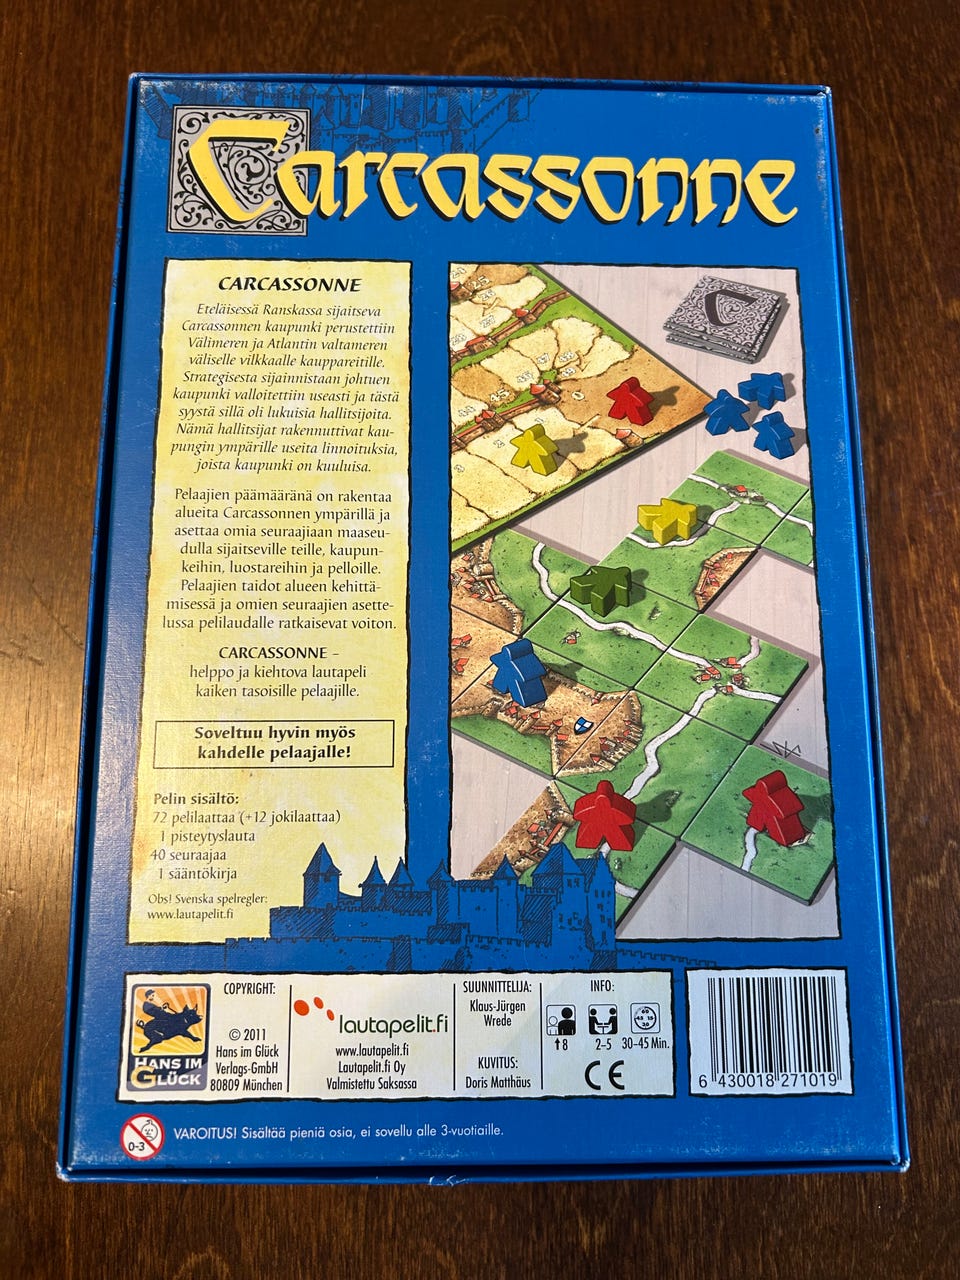 Carcassonne
CARCASSONNE
Eteläisessä Ranskassa sijaitseva
Carcassonnen kaupunki perustettiin
Välimeren ja Atlantin valtameren
väliselle vilkkaalle kauppareitille.
Strategisesta sijainnistaan johtuen
kaupunki valloitettiin useasti ja tästä
syystä sillä oli lukuisia hallitsijoita.
Nämä hallitsijat rakennuttivat kau-
pungin ympärille useita linnoituksia,
joista kaupunki on kuuluisa.
Pelaajien päämääränä on rakentaa
alueita Carcassonnen ympärillä ja
asettaa omia seuraajiaan maaseu-
dulla sijaitseville teille, kaupun-
keihin, luostareihin ja pelloille.
Pelaajien taidot alueen kehittä-
misessä ja omien seuraajien asette-
lussa pelilaudalle ratkaisevat voiton.
CARCASSONNE –
helppo ja kiehtova lautapeli
kaiken tasoisille pelaajille.
Soveltuu hyvin myös
kahdelle pelaajalle!
Pelin sisältö:
72 pelilaattaa (+12 jokilaattaa)
1 pisteytyslauta
40 seuraajaa
1 sääntökirja
Obs! Svenska spelregler:
www.lautapelit.fi
C
HANS IM
GLÜCK
COPYRIGHT:
© 2011
Hans im Glück
Verlags-GmbH
80809 München
lautapelit.fi
www.lautapelit.fi
Lautapelit.fi Oy
Valmistettu Saksassa
SUUNNITTELIJA:
Klaus-Jürgen
Wrede
KUVITUS:
Doris Matthäus
INFO:
↑8
2-5
30-45 Min.
CE
6 430018 271019
0-3
VAROITUS! Sisältää pieniä osia, ei sovellu alle 3-vuotiaille.